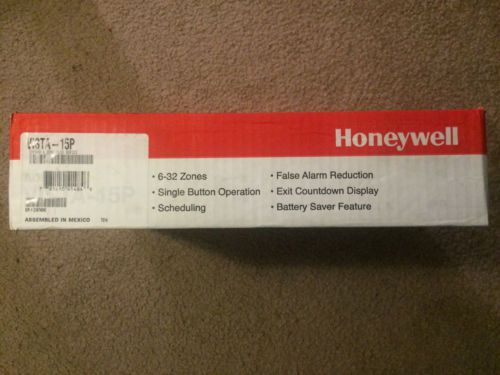 VISTA-15P
Honeywell
• 6-32 Zones
• Single Button Operation
• Scheduling
• False Alarm Reduction
• Exit Countdown Display
• Battery Saver Feature
ASSEMBLED IN MEXICO